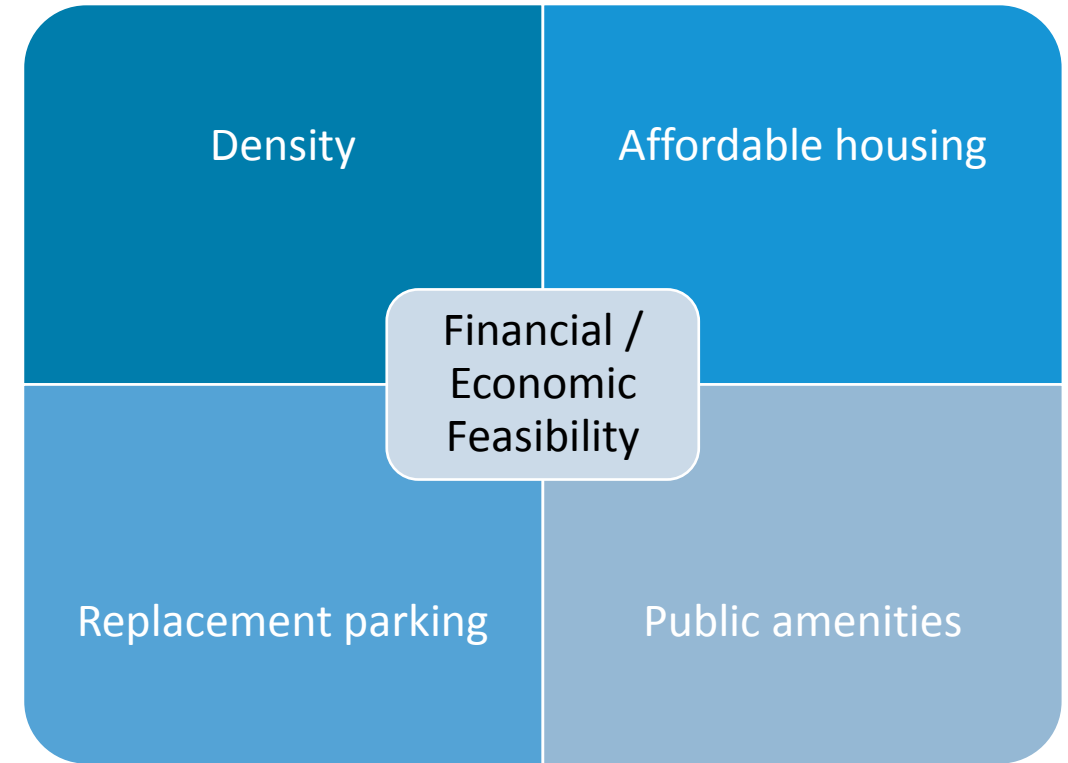 Density
Affordable housing
Financial /
Economic
Feasibility
Replacement parking
Public amenities